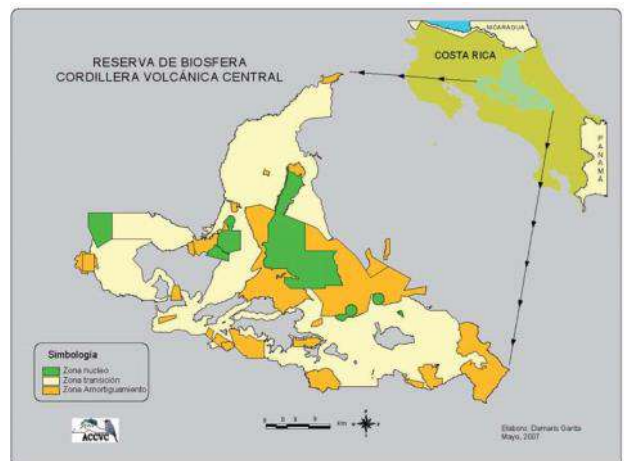 RESERVA DE BIOSFERA
CORDILLERA VOLCÁNICA CENTRAL
NICARAGUA
COSTA RICA
PANAMÁ
Simbología
Zona nucleo
Zona transición
Zona Amortiguamiento
ACCVC
Km
Elaboro, Damaris Garita
Mayo, 2007